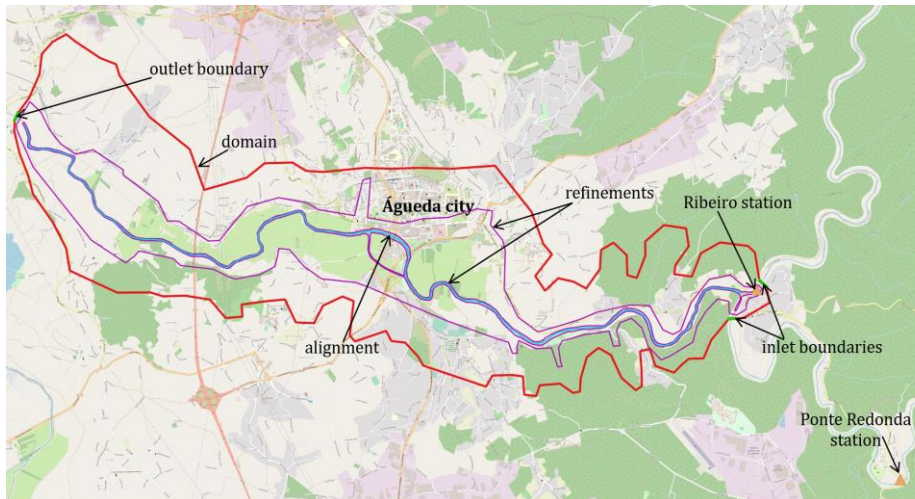 outlet boundary
domain
Águeda city
refinements
Ribeiro station
alignment
inlet boundaries
Ponte Redonda
station